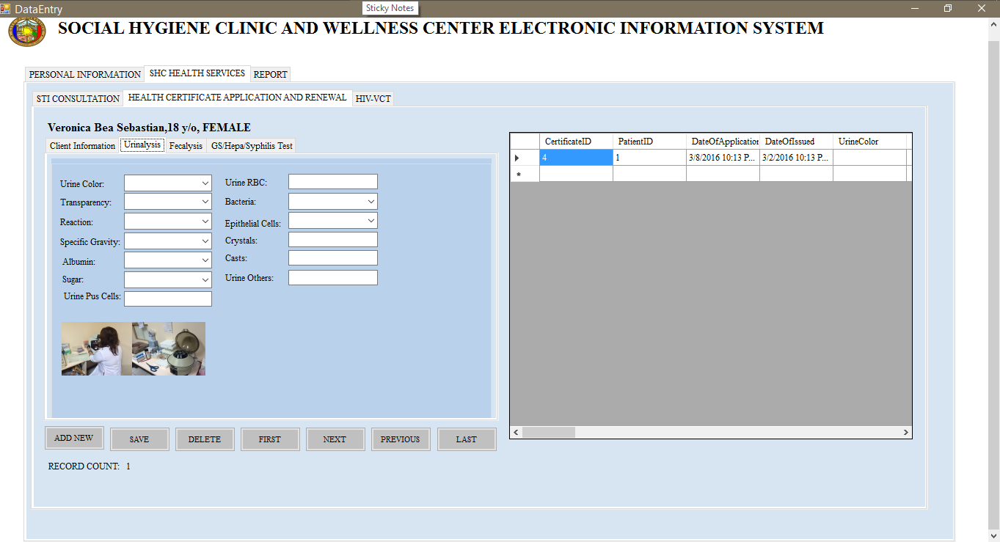 DataEntry
Sticky Notes
SOCIAL HYGIENE CLINIC AND WELLNESS CENTER ELECTRONIC INFORMATION SYSTEM
PERSONAL INFORMATION SHC HEALTH SERVICES REPORT
STI CONSULTATION HEALTH CERTIFICATE APPLICATION AND RENEWAL HIV-VCT
Veronica Bea Sebastian,18 y/o, FEMALE
Client Information Urinalysis Fecalysis GS/Hepa/Syphilis Test
Urine Color: Urine RBC:
Transparency: Bacteria:
Reaction: Epithelial Cells:
Specific Gravity: Crystals:
Albumin: Casts:
Sugar: Urine Others:
Urine Pus Cells:
CertificateID PatientID DateOfApplication DateOfIssued UrineColor
4 1 3/8/2016 10:13 P... 3/2/2016 10:13 P...
*
ADD NEW SAVE DELETE FIRST NEXT PREVIOUS LAST
RECORD COUNT: 1